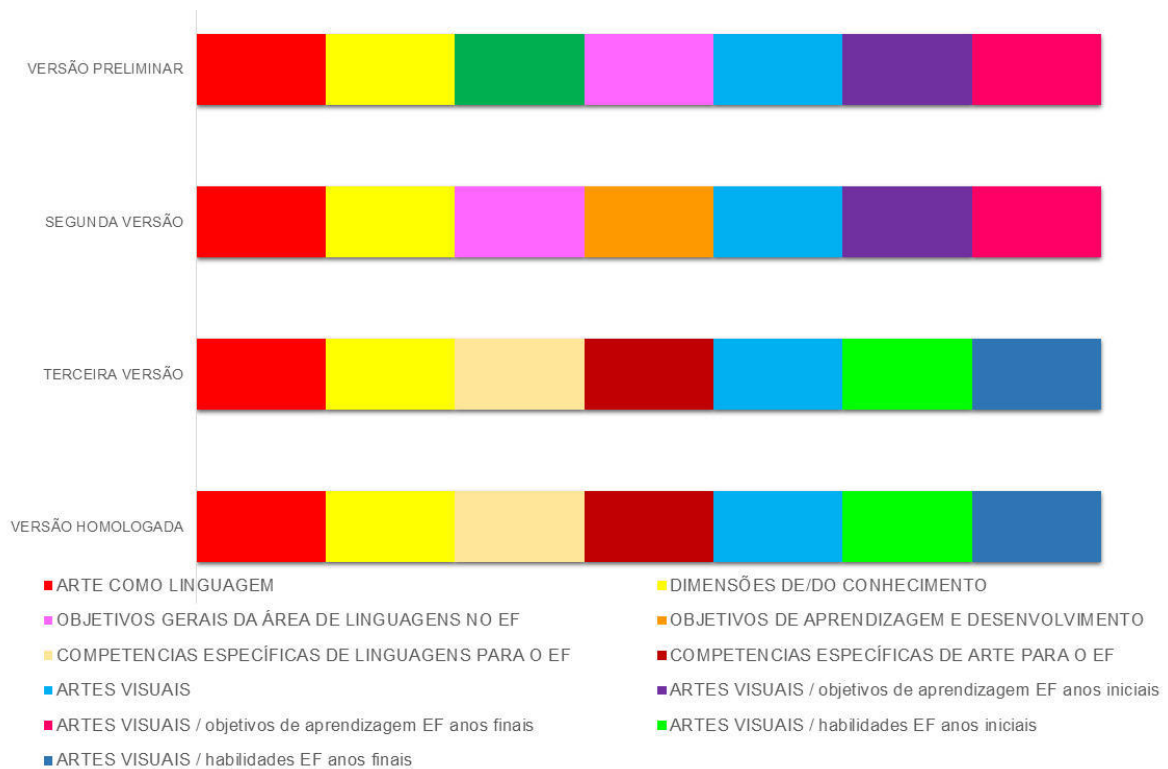 VERSÃO PRELIMINAR
SEGUNDA VERSÃO
TERCEIRA VERSÃO
VERSÃO HOMOLOGADA
ARTE COMO LINGUAGEM
DIMENSÕES DE/DO CONHECIMENTO
OBJETIVOS GERAIS DA ÁREA DE LINGUAGENS NO EF
OBJETIVOS DE APRENDIZAGEM E DESENVOLVIMENTO
COMPETENCIAS ESPECÍFICAS DE LINGUAGENS PARA O EF
COMPETENCIAS ESPECÍFICAS DE ARTE PARA O EF
ARTES VISUAIS
ARTES VISUAIS / objetivos de aprendizagem EF anos iniciais
ARTES VISUAIS / objetivos de aprendizagem EF anos finais
ARTES VISUAIS / habilidades EF anos iniciais
ARTES VISUAIS / habilidades EF anos finais